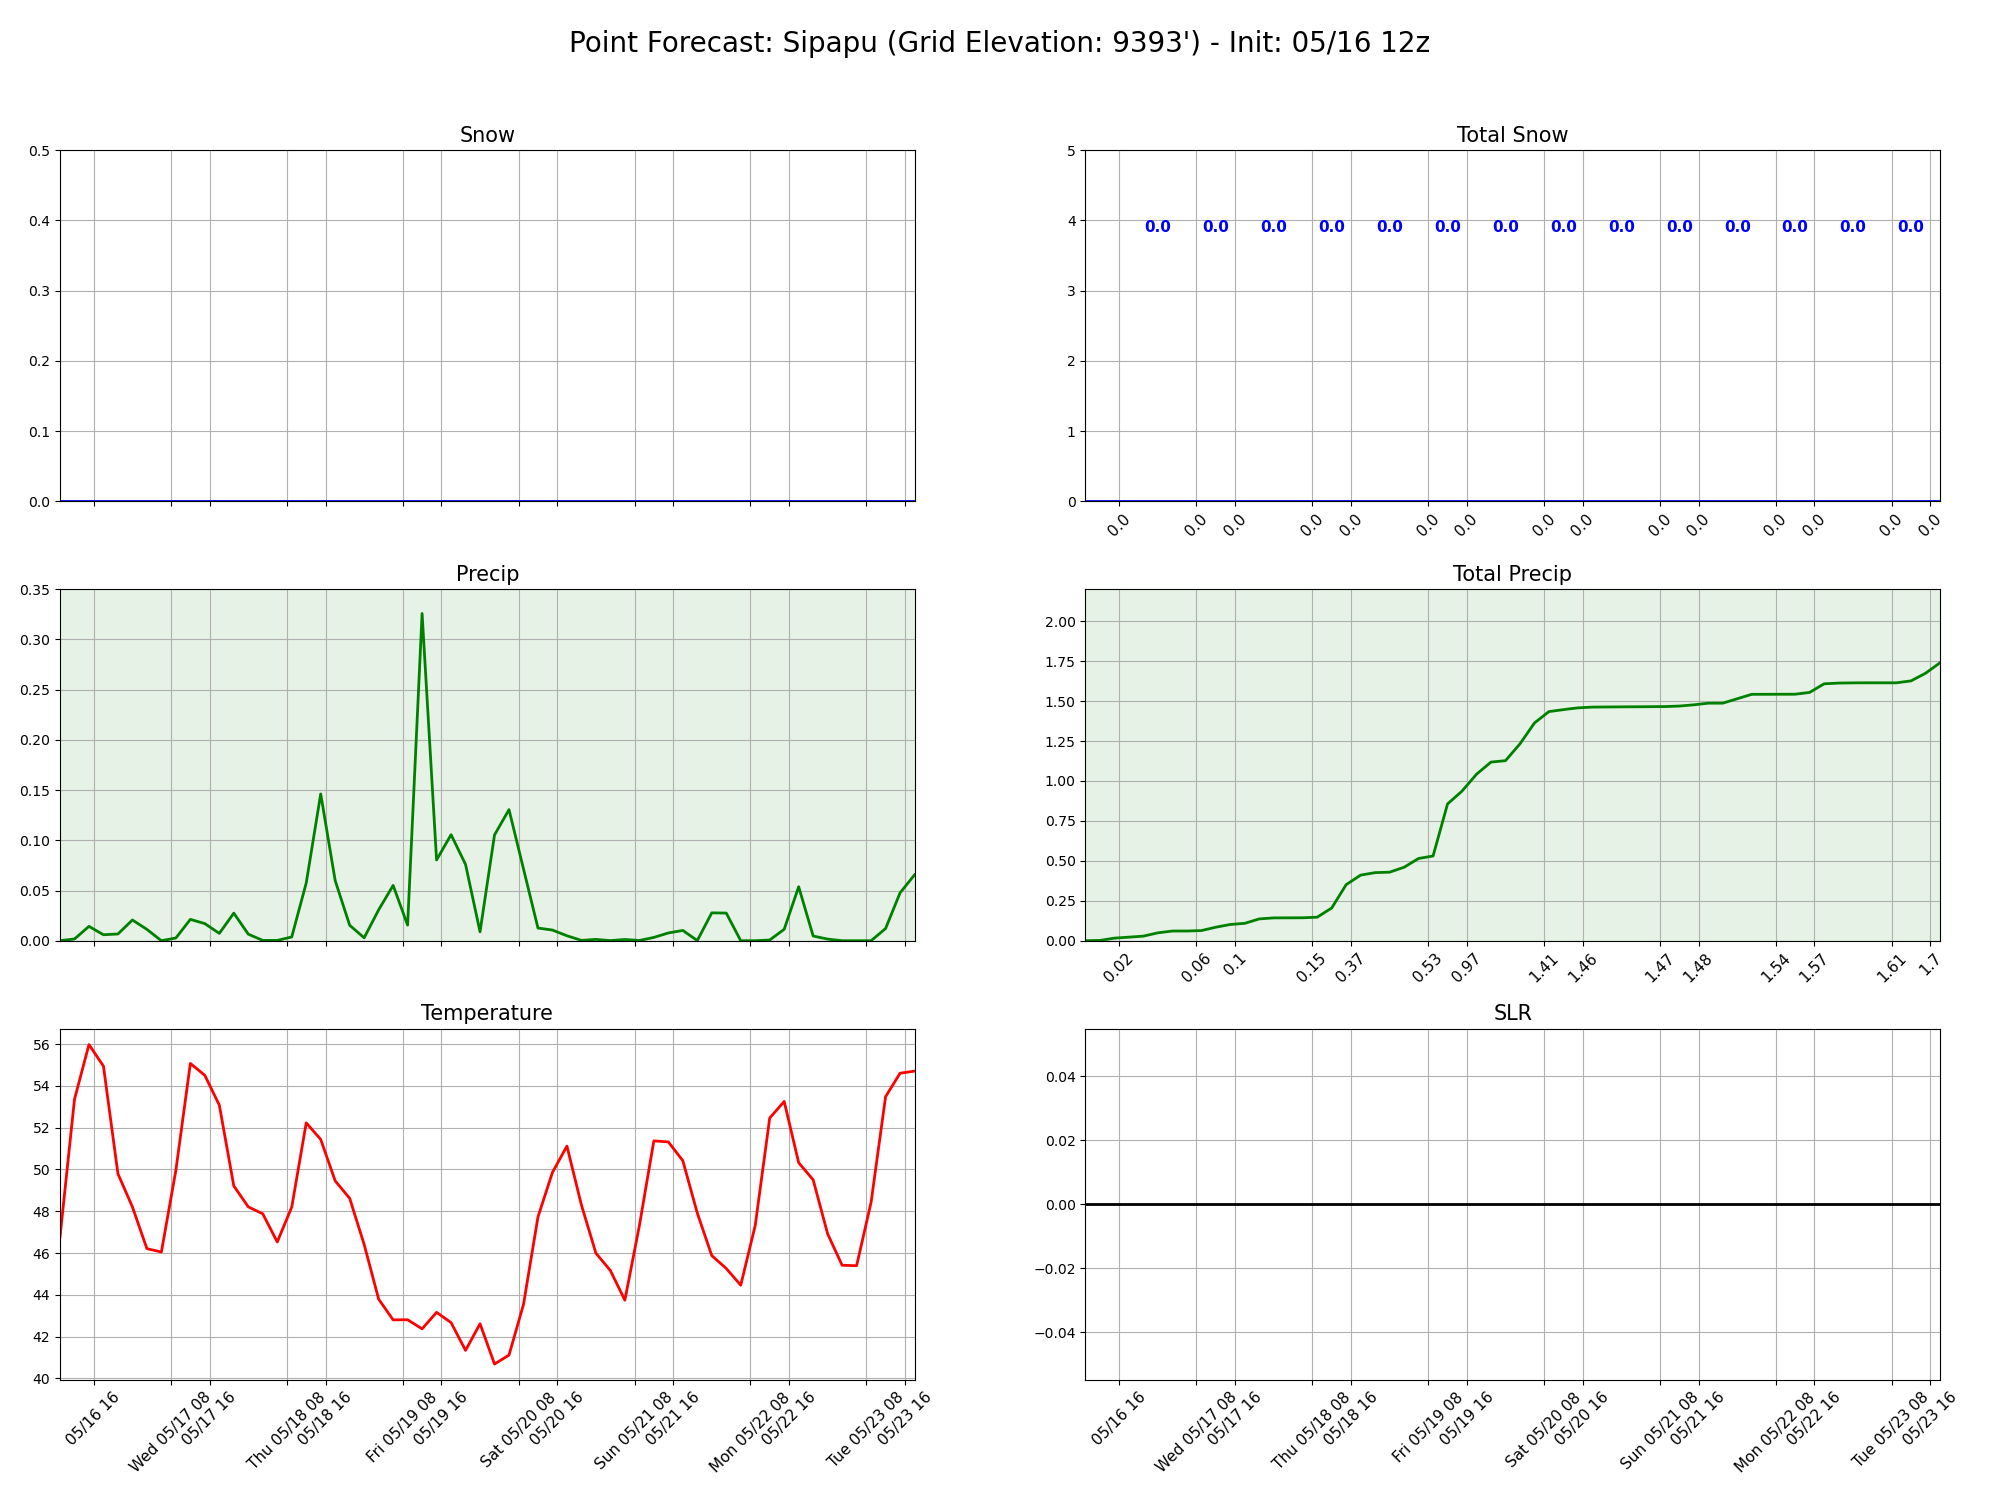 Point Forecast: Sipapu (Grid Elevation: 9393') - Init: 05/16 12z
Snow
0.5
0.4
0.3
0.2
0.1
0.0
Total Snow
5
4
3
2
1
0
0.0 0.0 0.0 0.0 0.0 0.0 0.0 0.0 0.0 0.0 0.0 0.0 0.0 0.0
0.0 0.0 0.0 0.0 0.0 0.0 0.0 0.0 0.0 0.0 0.0 0.0 0.0 0.0 0.0
Precip
0.35
0.30
0.25
0.20
0.15
0.10
0.05
0.00
Total Precip
2.00
1.75
1.50
1.25
1.00
0.75
0.50
0.25
0.00
0.02 0.06 0.1 0.15 0.37 0.53 0.97 1.41 1.46 1.47 1.48 1.54 1.57 1.61 1.7
Temperature
56
54
52
50
48
46
44
42
40
05/16 16
Wed 05/17 08
05/17 16
Thu 05/18 08
05/18 16
Fri 05/19 08
05/19 16
Sat 05/20 08
05/20 16
Sun 05/21 08
05/21 16
Mon 05/22 08
05/22 16
Tue 05/23 08
05/23 16
SLR
0.04
0.02
0.00
−0.02
−0.04
05/16 16
Wed 05/17 08
05/17 16
Thu 05/18 08
05/18 16
Fri 05/19 08
05/19 16
Sat 05/20 08
05/20 16
Sun 05/21 08
05/21 16
Mon 05/22 08
05/22 16
Tue 05/23 08
05/23 16